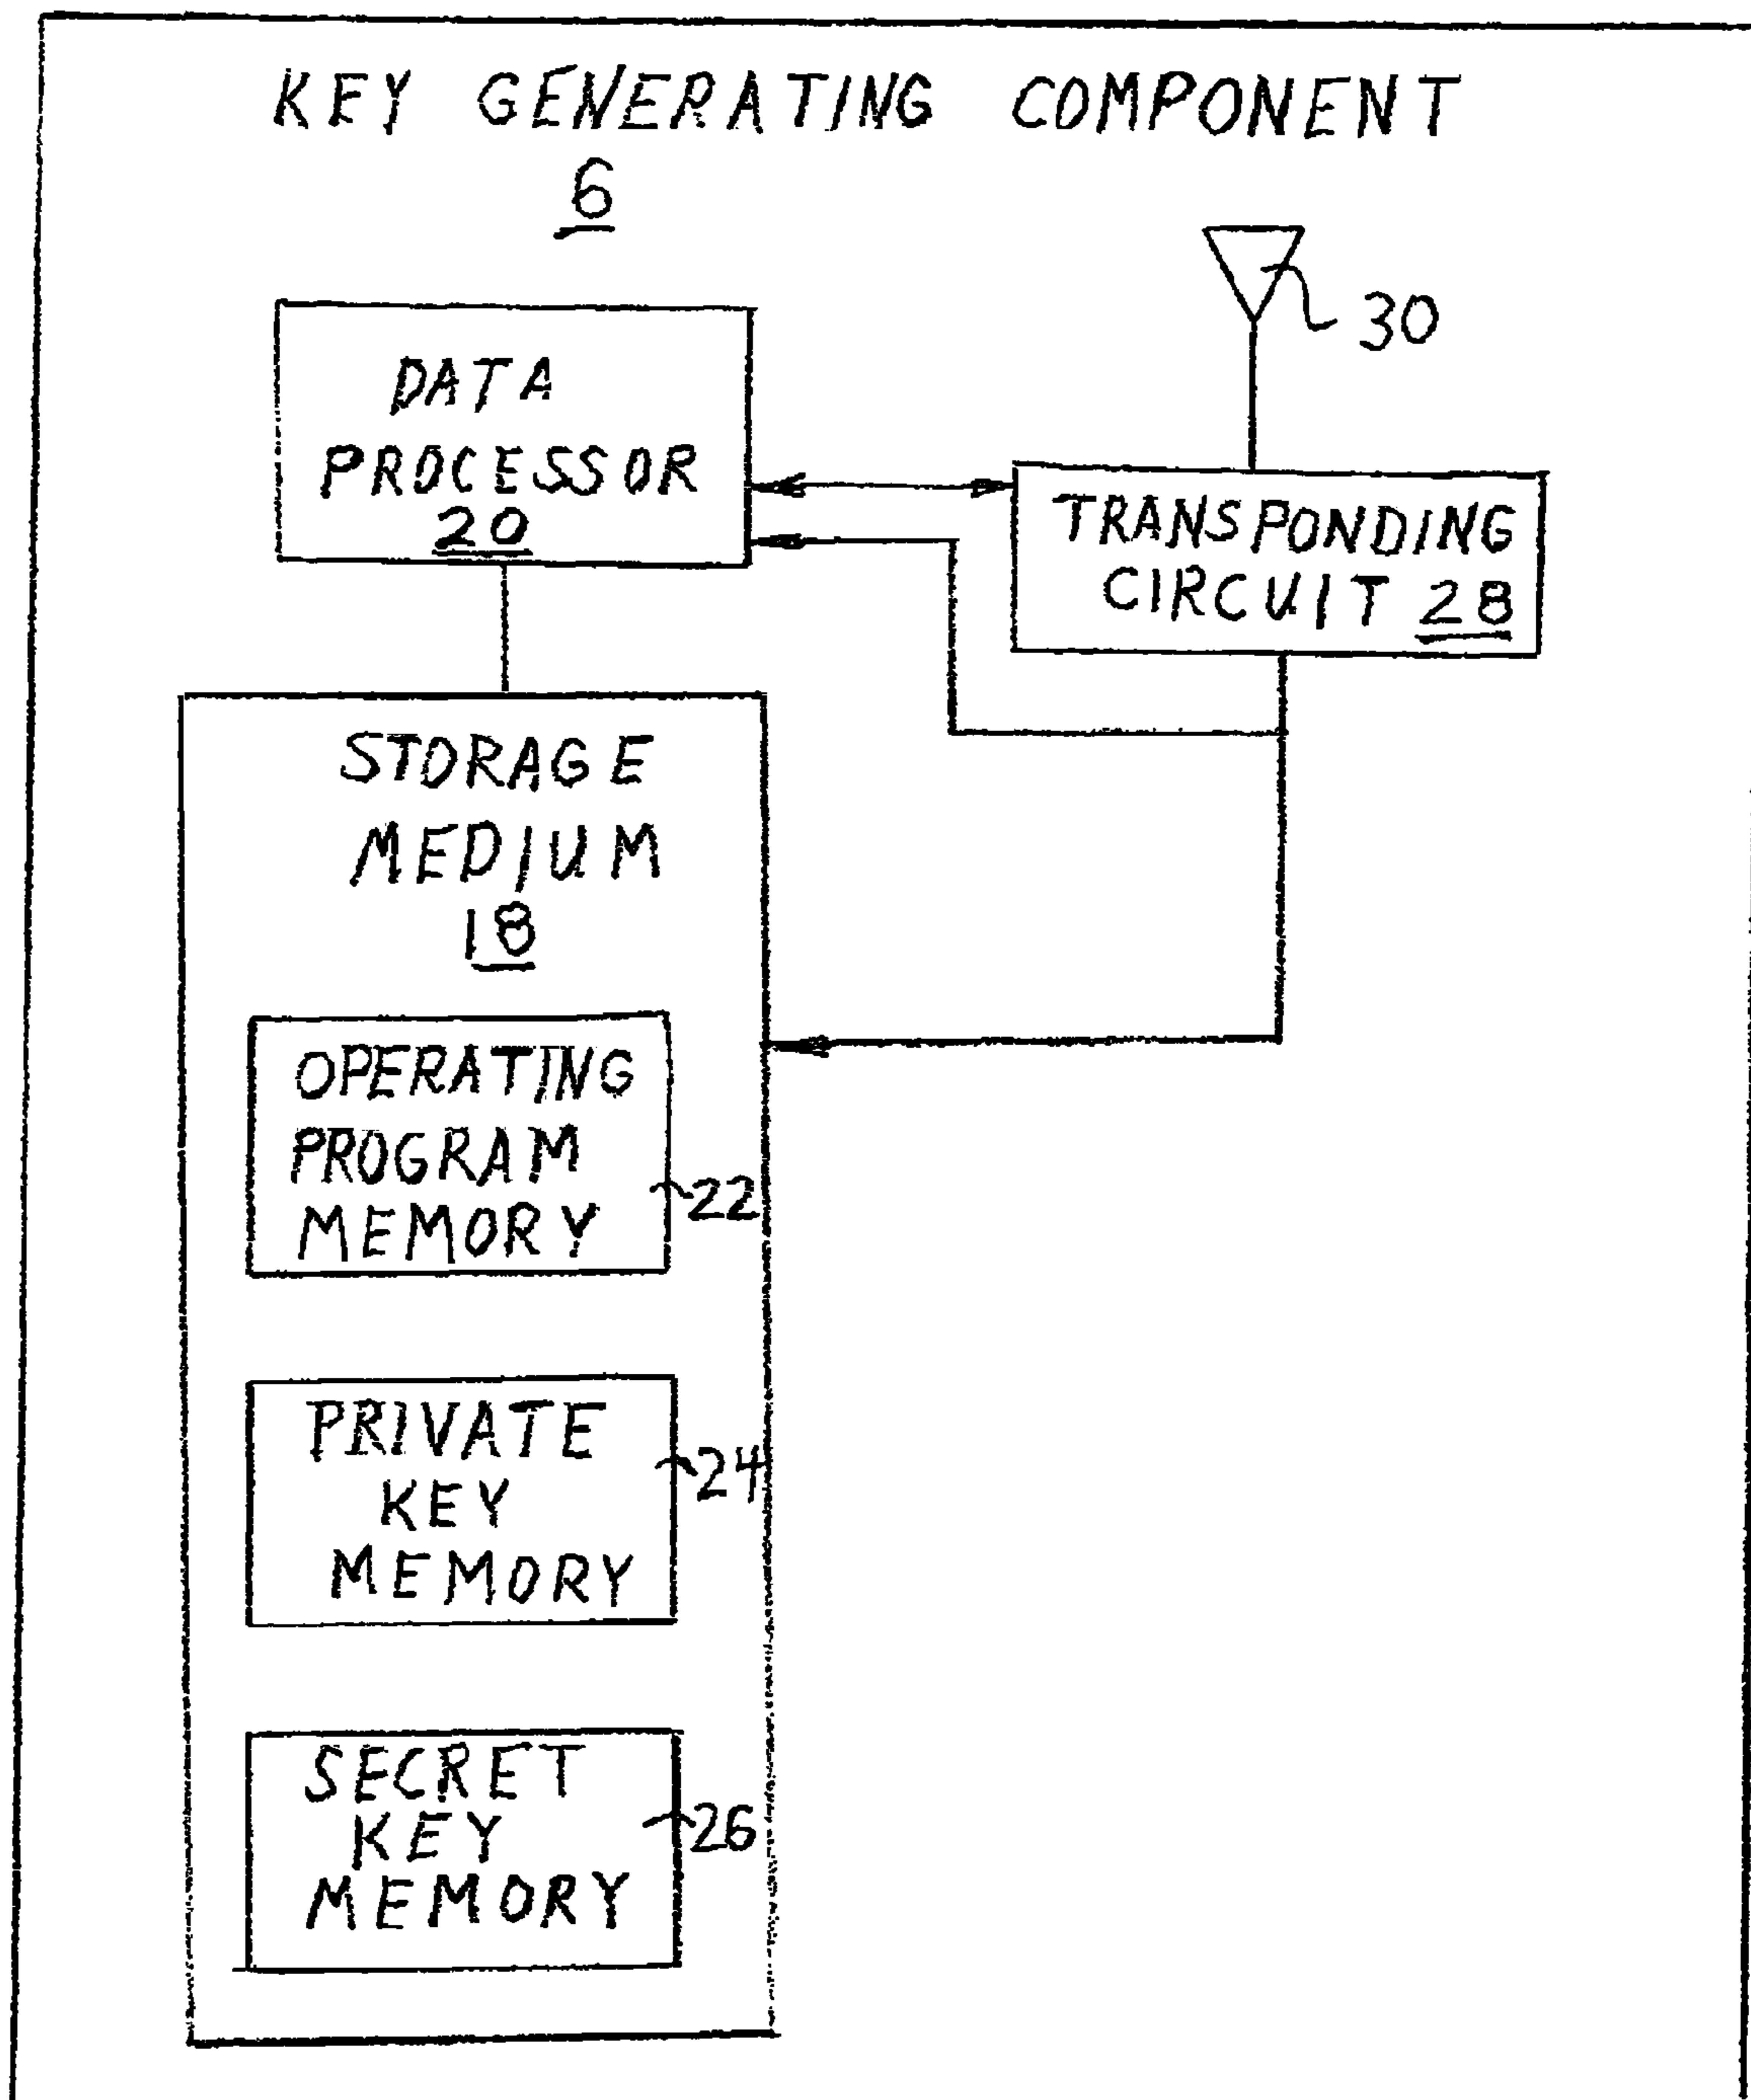 KEY GENERATING COMPONENT
6
30
DATA
PROCESSOR
20
TRANSPONDING
CIRCUIT 28
STORAGE
MEDIUM
18
OPERATING
PROGRAM
MEMORY
22
PRIVATE
KEY
MEMORY
24
SECRET
KEY
MEMORY
26